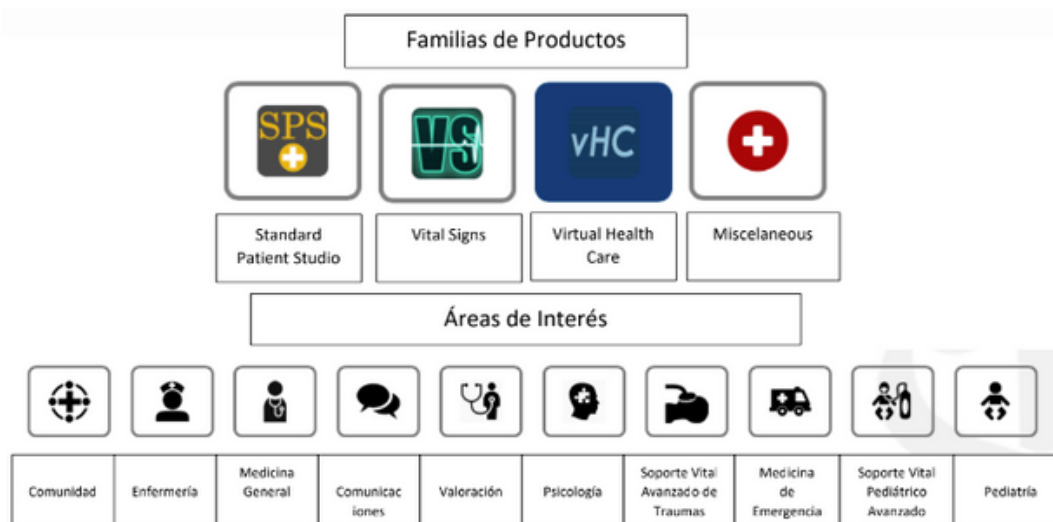 Familias de Productos
SPS
VS
vHC
Standard
Patient Studio
Vital Signs
Virtual Health
Care
Miscelaneous
Áreas de Interés
Comunidad
Enfermería
Medicina
General
Comunicac
iones
Valoración
Psicología
Soporte Vital
Avanzado de
Traumas
Medicina
de
Emergencia
Soporte Vital
Pediátrico
Avanzado
Pediatría